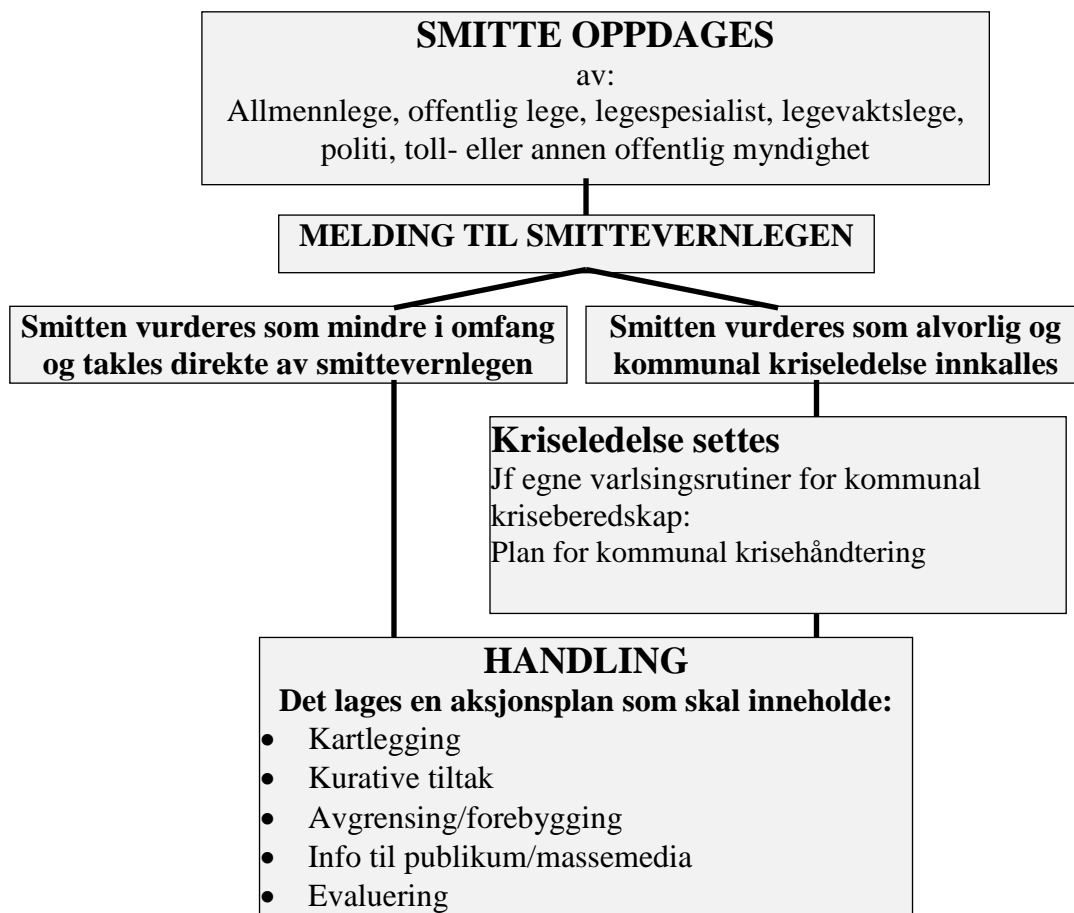 SMITTE OPPDAGES
av:
Allmennlege, offentlig lege, legespesialist, legevaktslege,
politi, toll- eller annen offentlig myndighet
MELDING TIL SMITTEVERNLEGEN
Smitten vurderes som mindre i omfang
og takles direkte av smittevernlegen
Smitten vurderes som alvorlig og
kommunal kriseledelse innkalles
Kriseledelse settes
Jf egne varlsingsrutiner for kommunal
kriseberedskap:
Plan for kommunal krisehåndtering
HANDLING
Det lages en aksjonsplan som skal inneholde:
• Kartlegging
• Kurative tiltak
• Avgrensing/forebygging
• Info til publikum/massemedia
• Evaluering